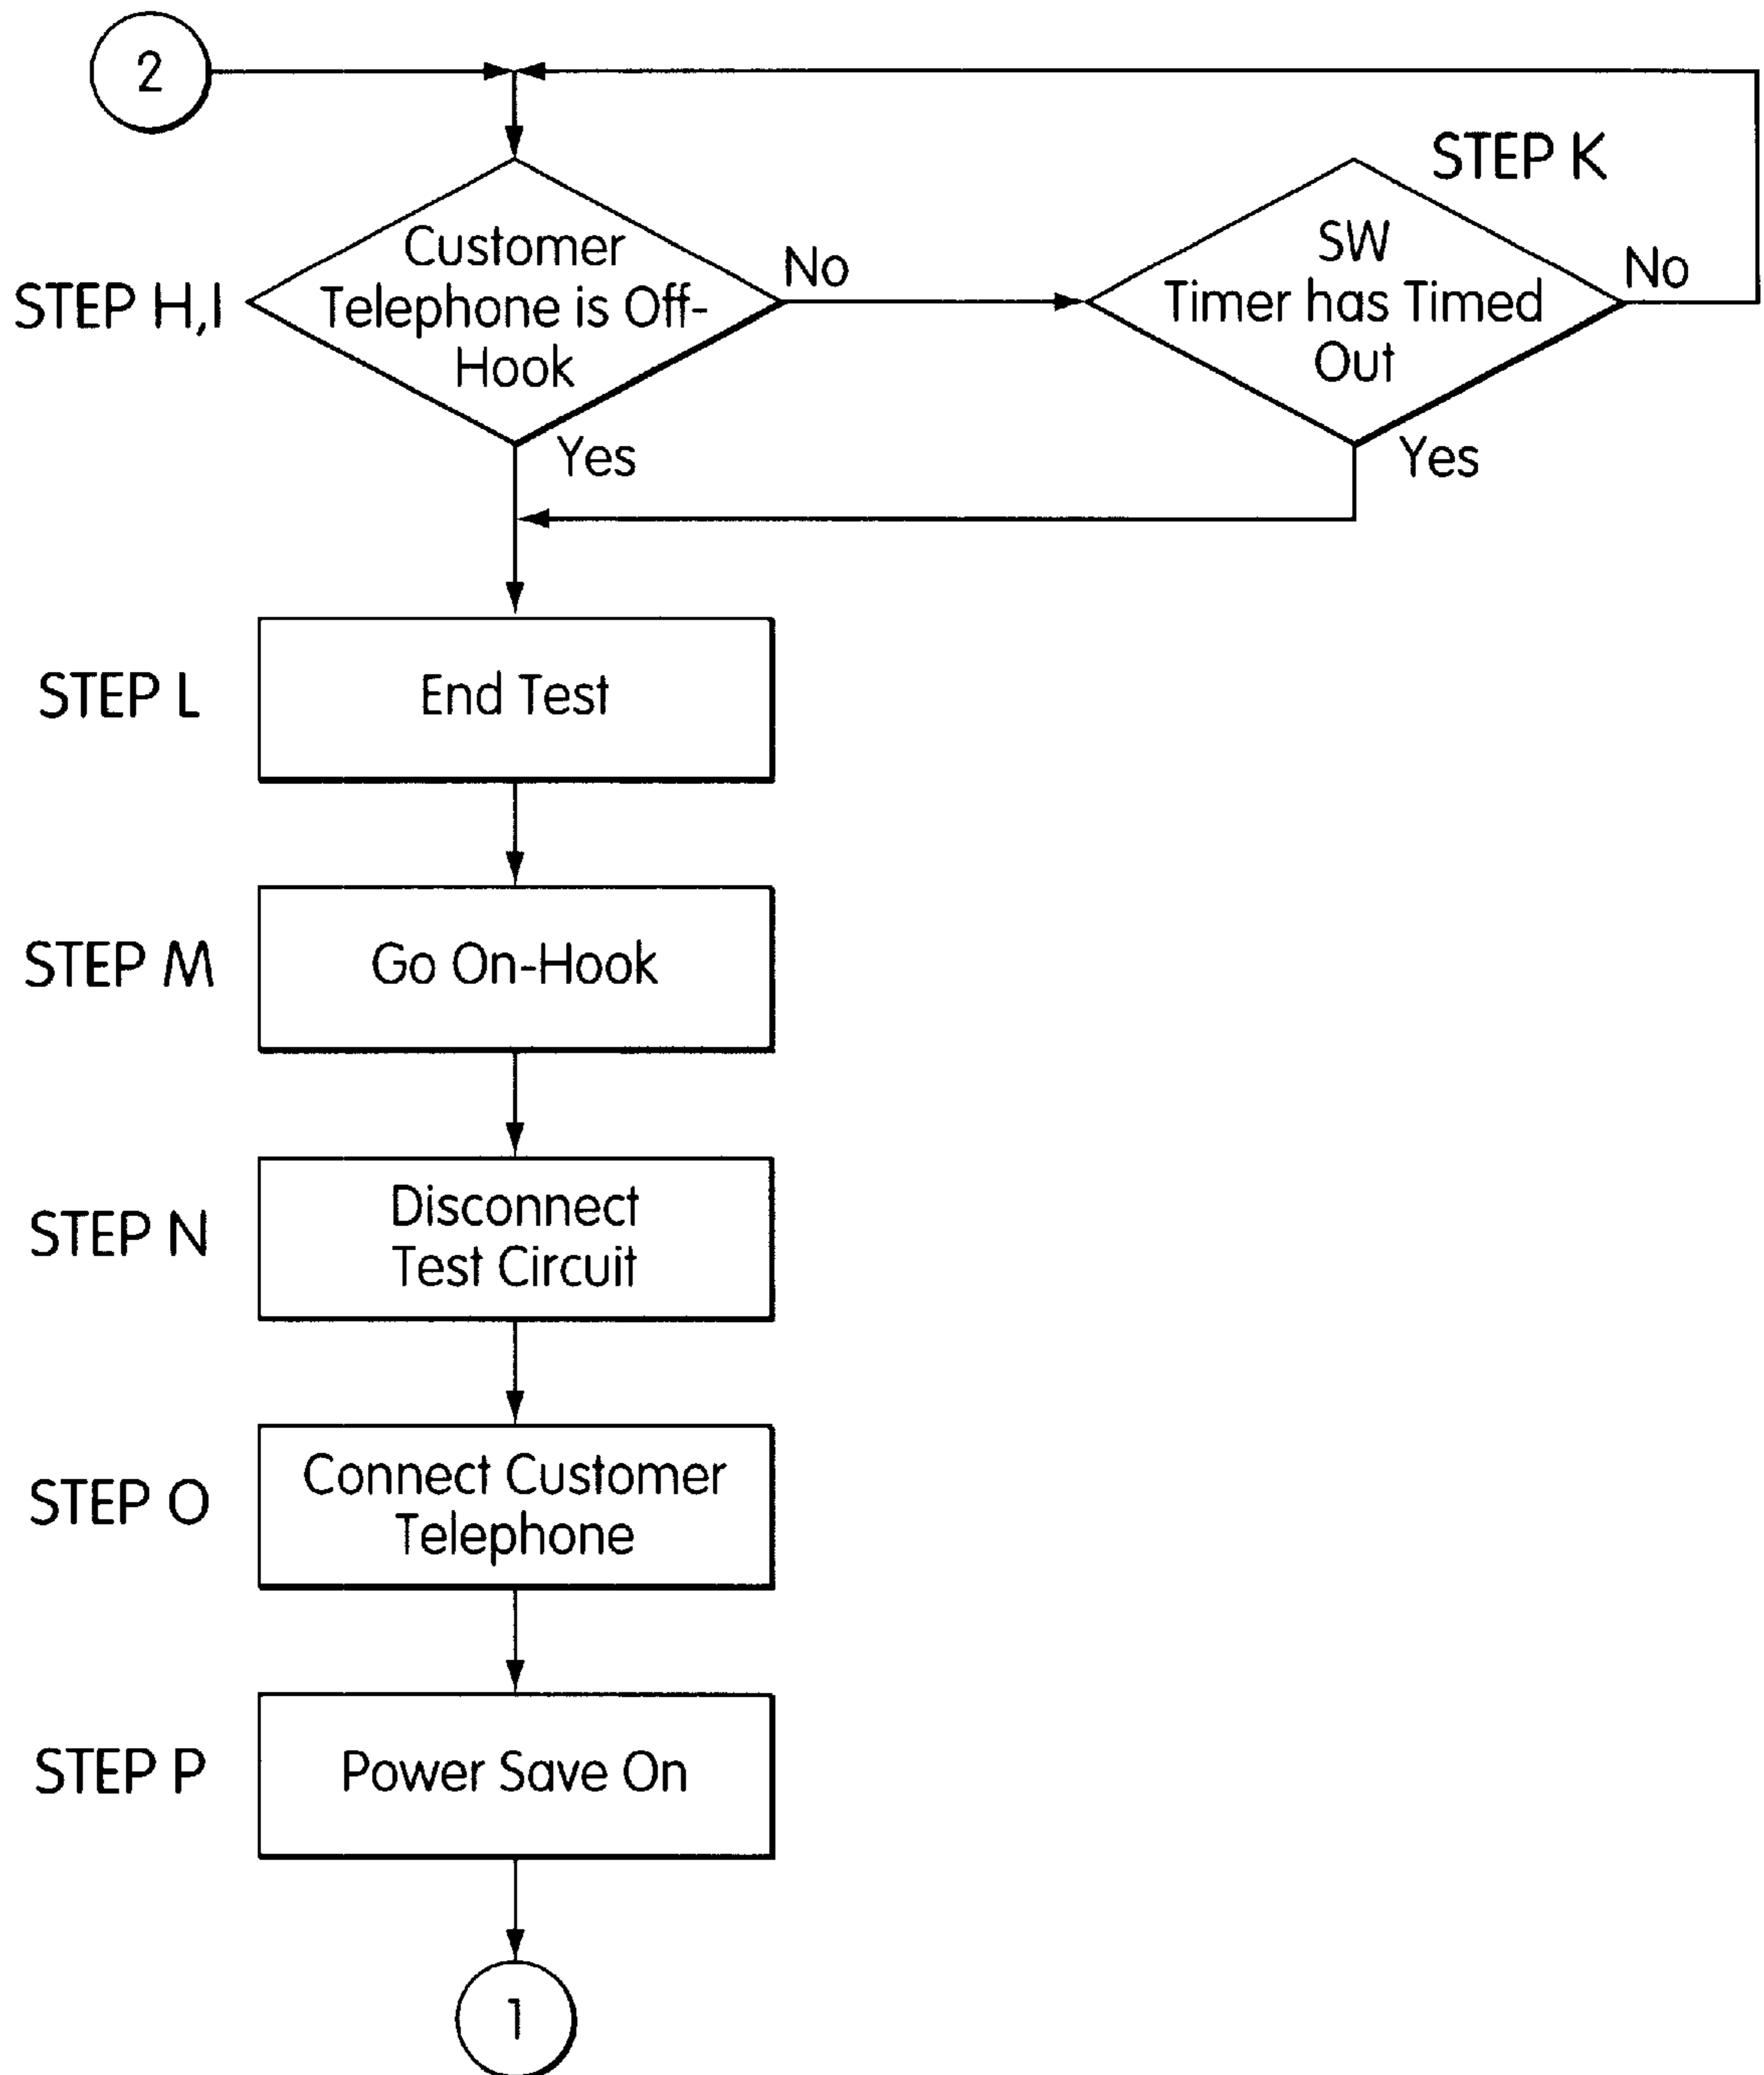 2
STEP K
STEP H,I
Customer
Telephone is Off-
Hook
No
SW
Timer has Timed
Out
No
Yes
Yes
STEP L
End Test
STEP M
Go On-Hook
STEP N
Disconnect
Test Circuit
STEP O
Connect Customer
Telephone
STEP P
Power Save On
1